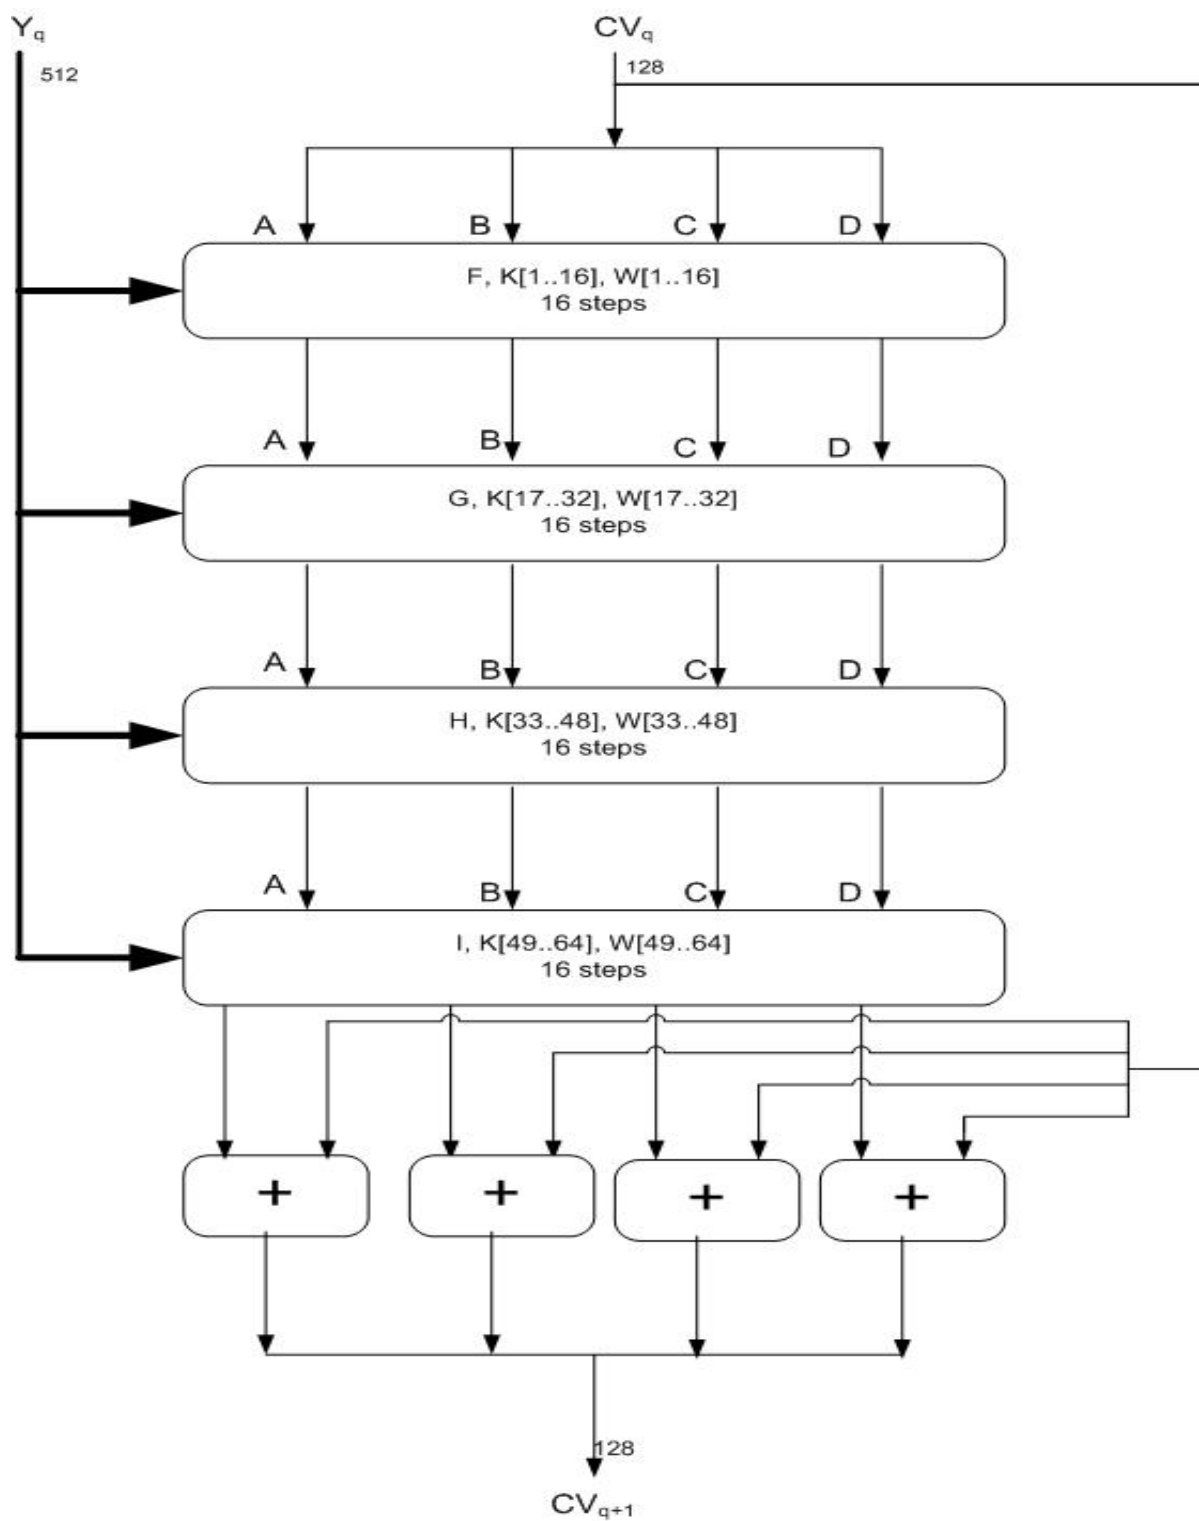 Yq
CVq
512
128
A B C D
F, K[1..16], W[1..16]
16 steps
A B C D
G, K[17..32], W[17..32]
16 steps
A B C D
H, K[33..48], W[33..48]
16 steps
A B C D
I, K[49..64], W[49..64]
16 steps
+ + + +
128
CVq+1